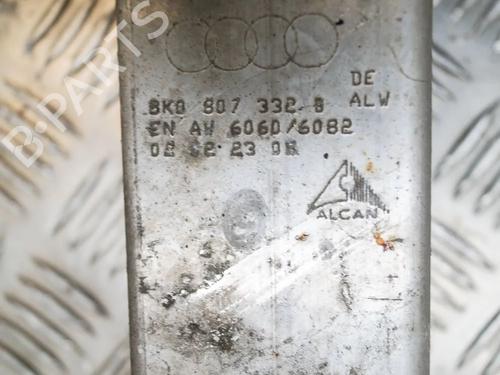 8K0 807 332 B
DE
ALW
EN AW 6060/6082
ALCAN
B-PARTS